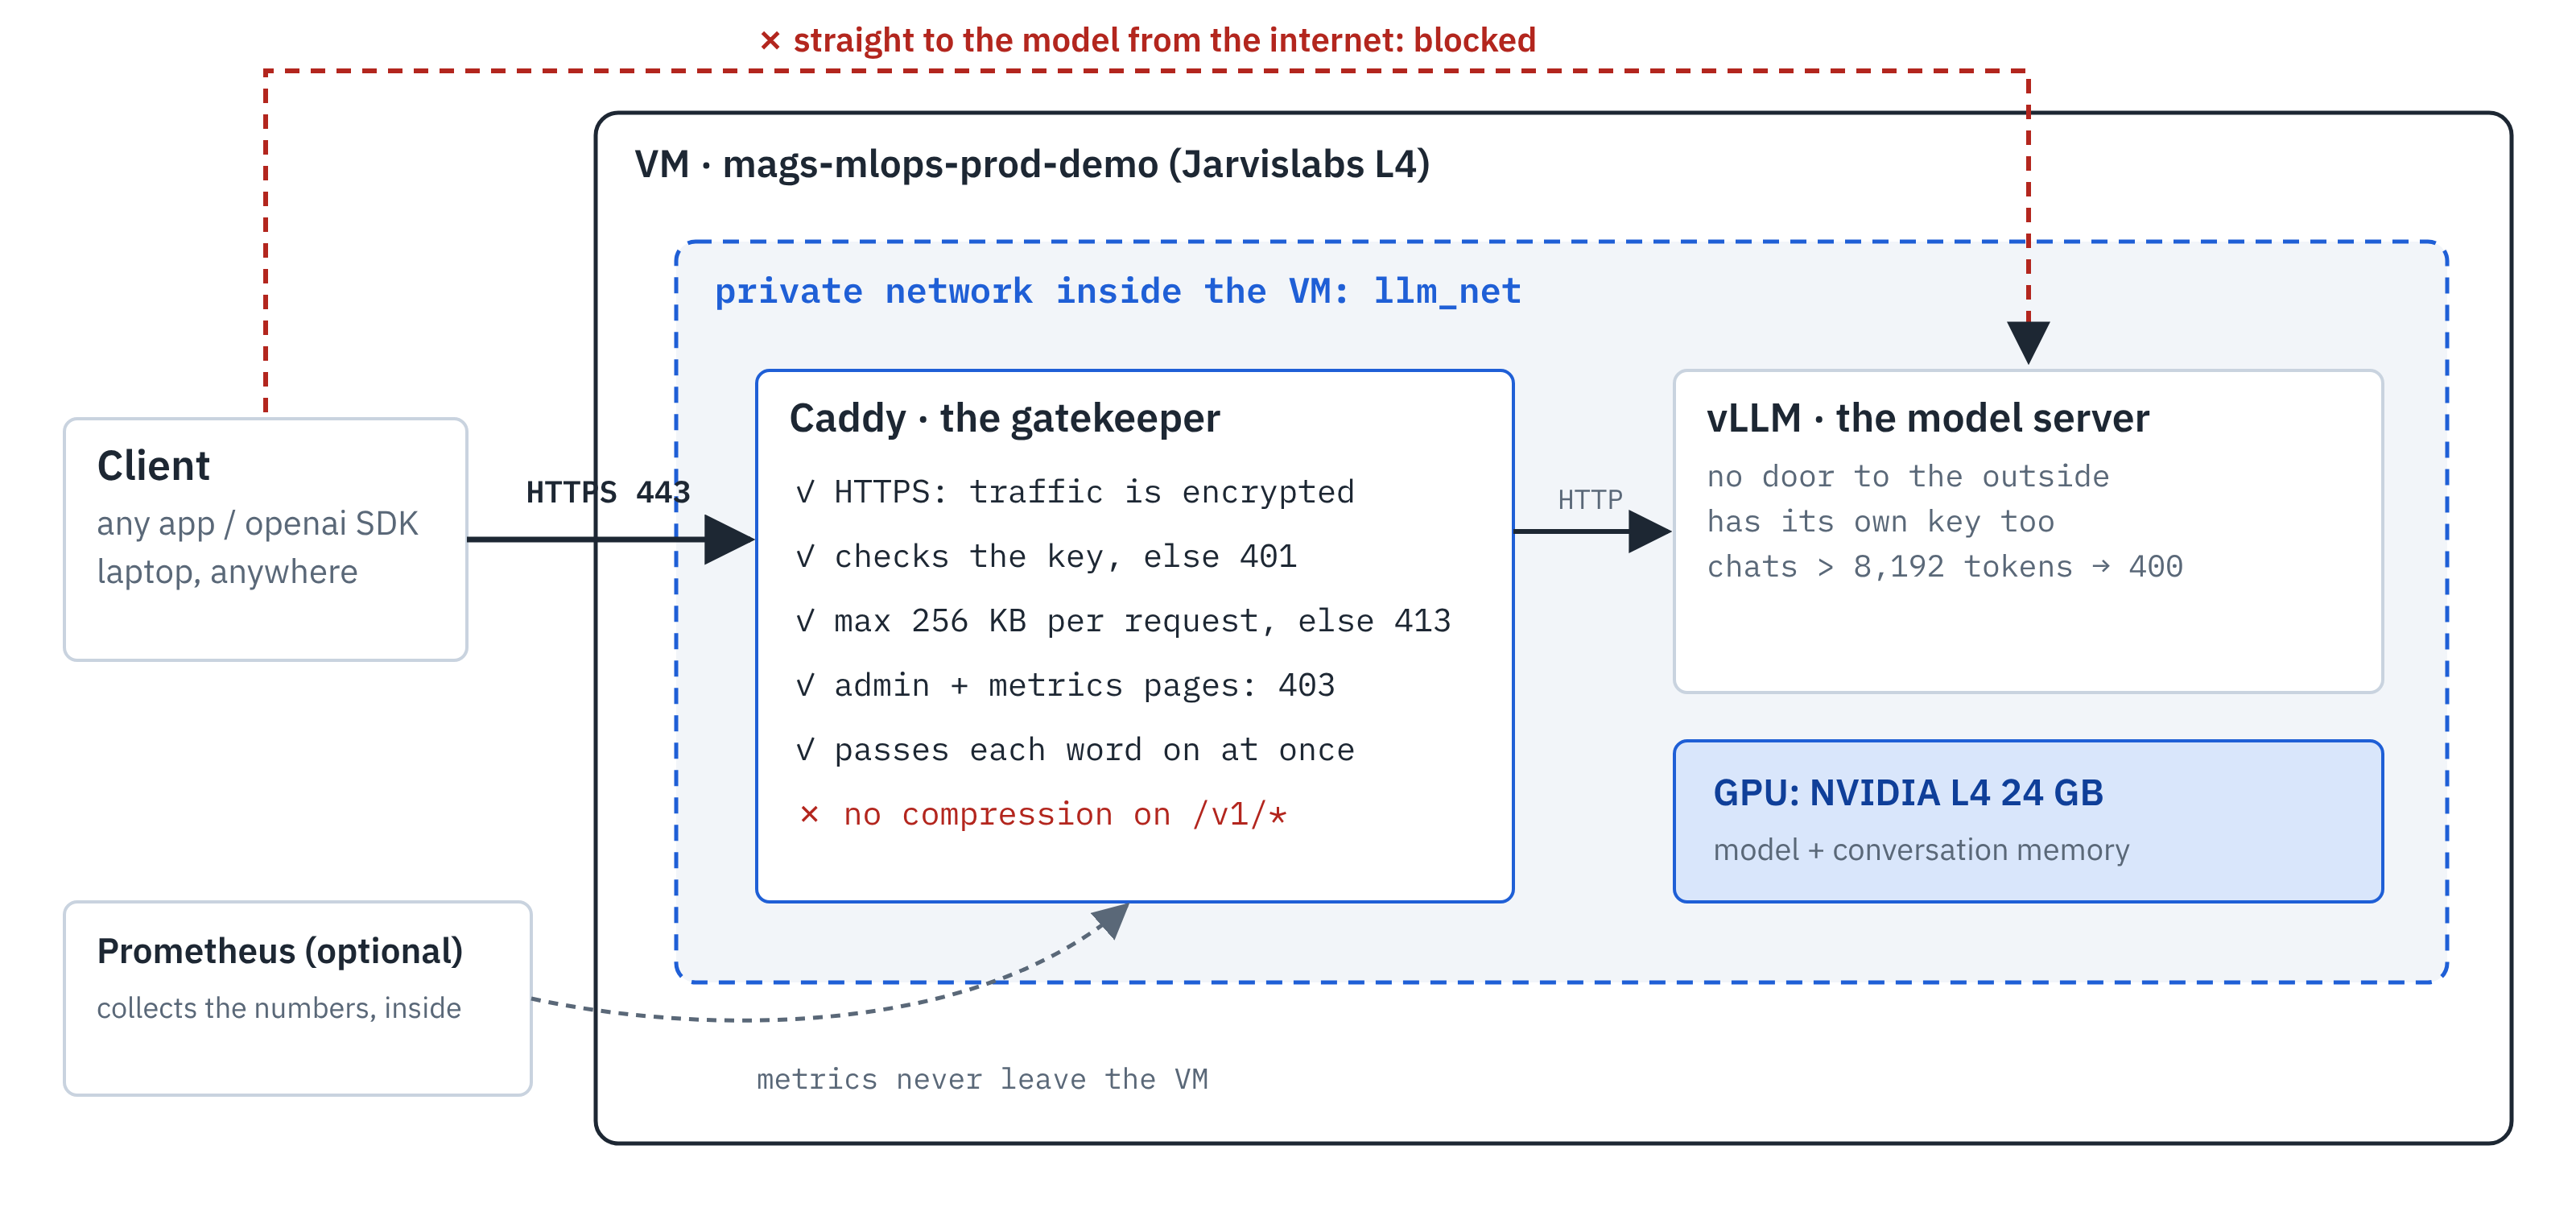 × straight to the model from the internet: blocked
VM · mags-mlops-prod-demo (Jarvislabs L4)
private network inside the VM: llm_net
Client
any app / openai SDK
laptop, anywhere
HTTPS 443
Caddy · the gatekeeper
✓ HTTPS: traffic is encrypted
✓ checks the key, else 401
✓ max 256 KB per request, else 413
✓ admin + metrics pages: 403
✓ passes each word on at once
× no compression on /v1/*
HTTP
vLLM · the model server
no door to the outside
has its own key too
chats > 8,192 tokens → 400
GPU: NVIDIA L4 24 GB
model + conversation memory
Prometheus (optional)
collects the numbers, inside
metrics never leave the VM